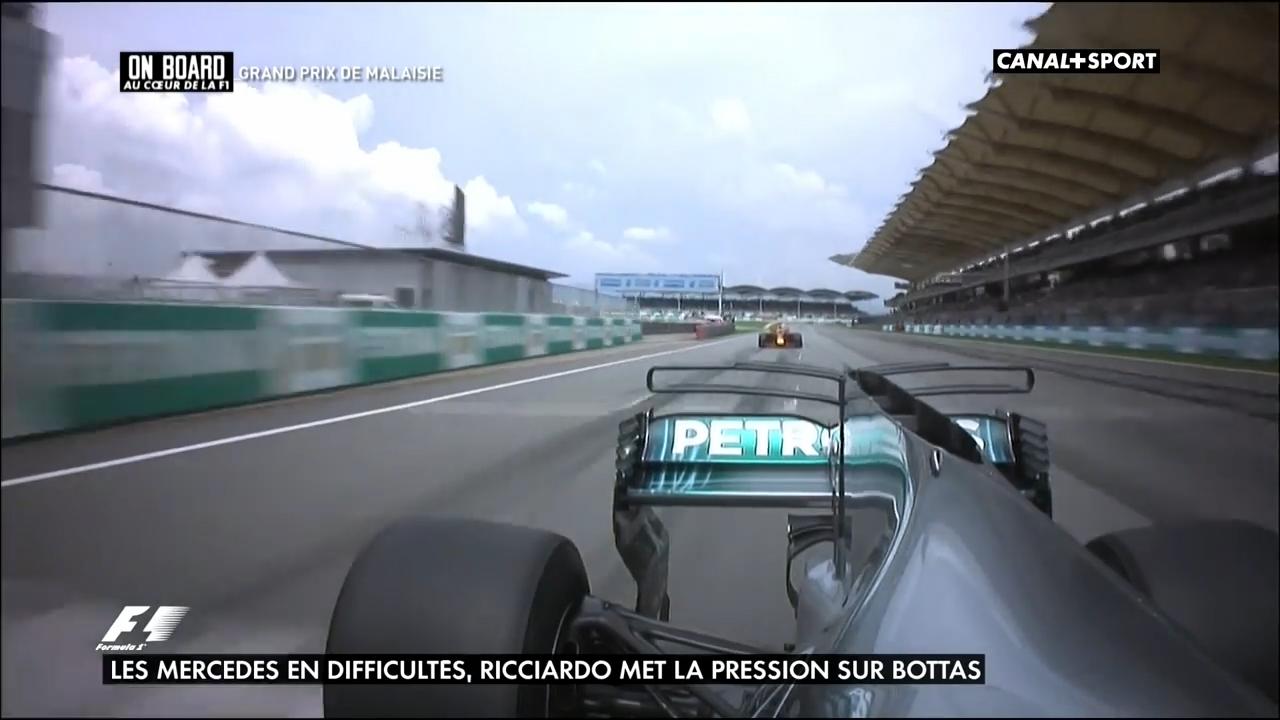 ON BOARD
AU CŒUR DE LA F1
GRAND PRIX DE MALAISIE
CANAL+SPORT
PETR
S
F1
Formula 1
LES MERCEDES EN DIFFICULTÉS, RICCIARDO MET LA PRESSION SUR BOTTAS